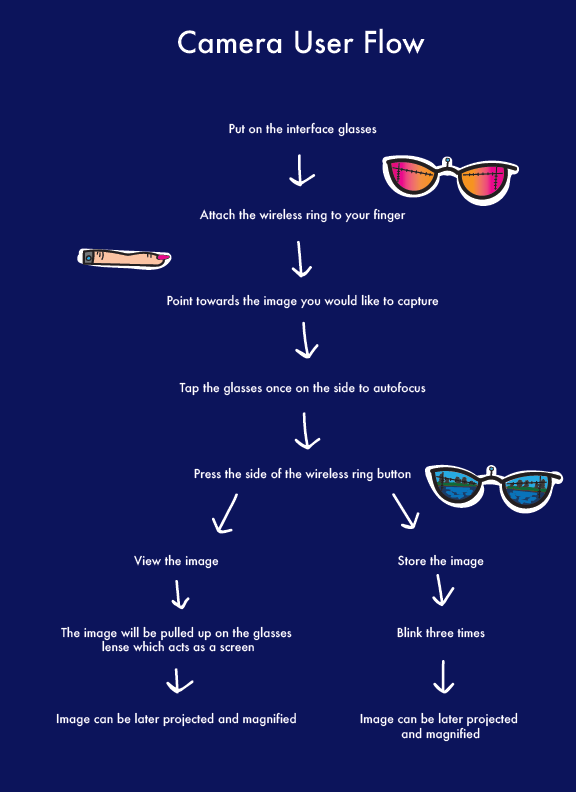 Camera User Flow
Put on the interface glasses
Attach the wireless ring to your finger
Point towards the image you would like to capture
Tap the glasses once on the side to autofocus
Press the side of the wireless ring button
View the image
Store the image
The image will be pulled up on the glasses
lense which acts as a screen
Blink three times
Image can be later projected and magnified
Image can be later projected
and magnified